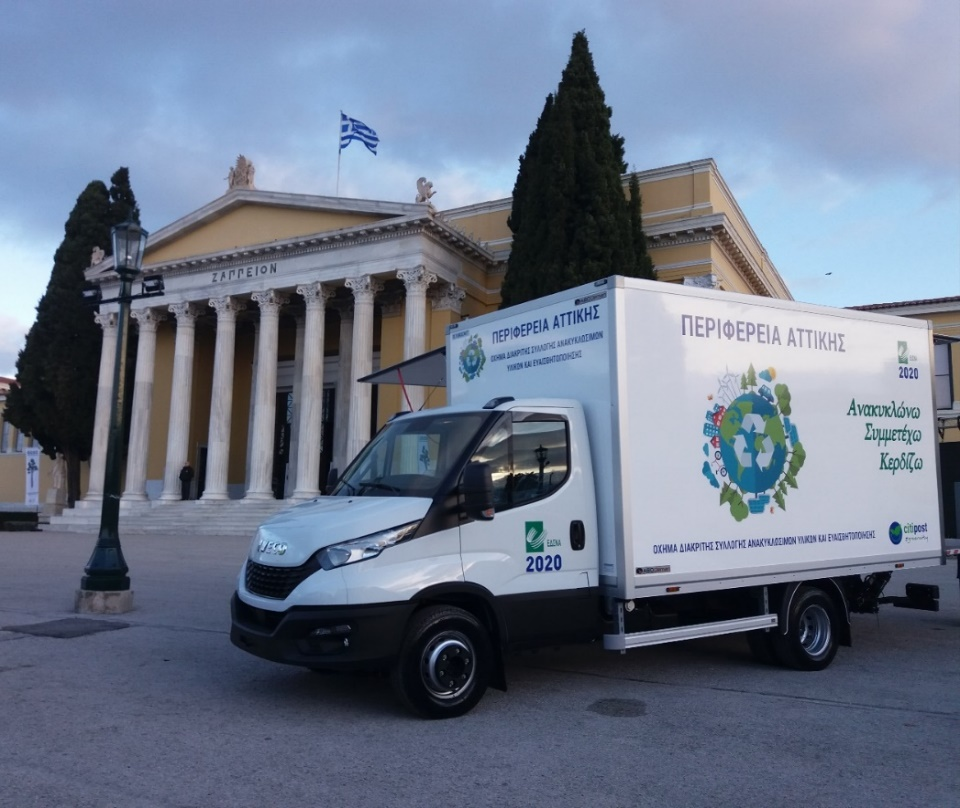 ΖΑΠΠΕΙΟΝ
ΠΕΡΙΦΕΡΕΙΑ ΑΤΤΙΚΗΣ
ΟΧΗΜΑ ΔΙΑΚΡΙΤΗΣ ΣΥΛΛΟΓΗΣ ΑΝΑΚΥΚΛΩΣΙΜΩΝ
ΥΛΙΚΩΝ ΚΑΙ ΕΥΑΙΣΘΗΤΟΠΟΙΗΣΗΣ
ΠΕΡΙΦΕΡΕΙΑ ΑΤΤΙΚΗΣ
2020
Ανακυκλώνω
Συμμετέχω
Κερδίζω
ΟΧΗΜΑ ΔΙΑΚΡΙΤΗΣ ΣΥΛΛΟΓΗΣ ΑΝΑΚΥΚΛΩΣΙΜΩΝ ΥΛΙΚΩΝ ΚΑΙ ΕΥΑΙΣΘΗΤΟΠΟΙΗΣΗΣ
citipost
IVECO
ΕΔΣΝΑ
2020